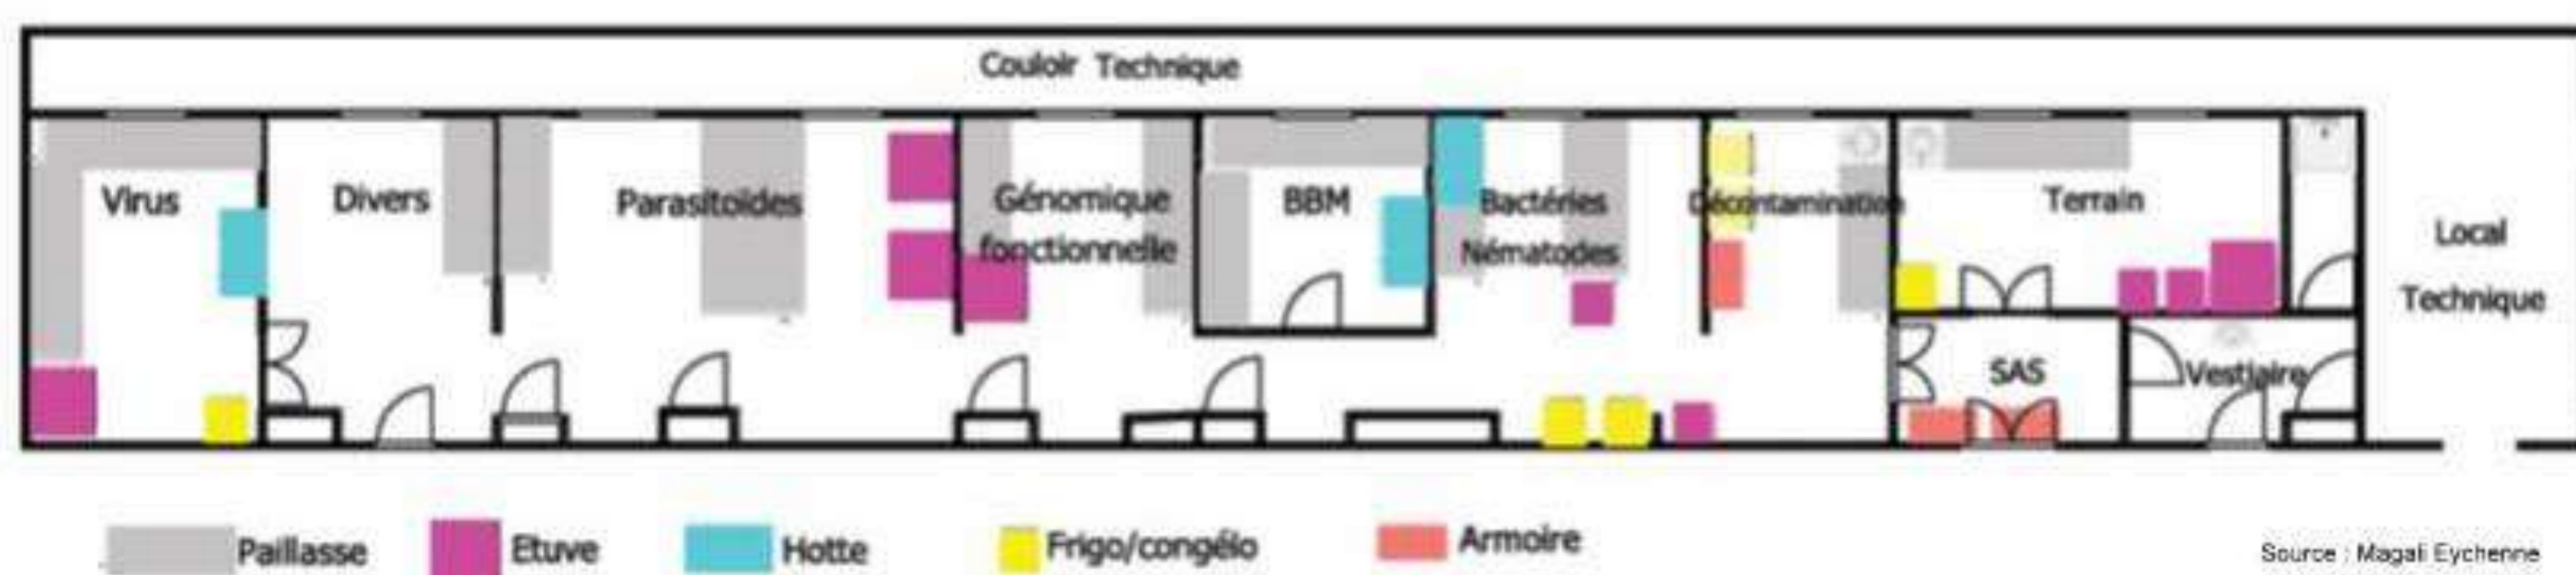 Couloir Technique
Virus
Divers
Parasitoïdes
Génomique
fonctionnelle
BBM
Bactéries
Nématodes
Décontamination
Terrain
Local
Technique
SAS
Vestiaire
Paillasse
Etuve
Hotte
Frigo/congélo
Armoire
Source : Magali Eychenne